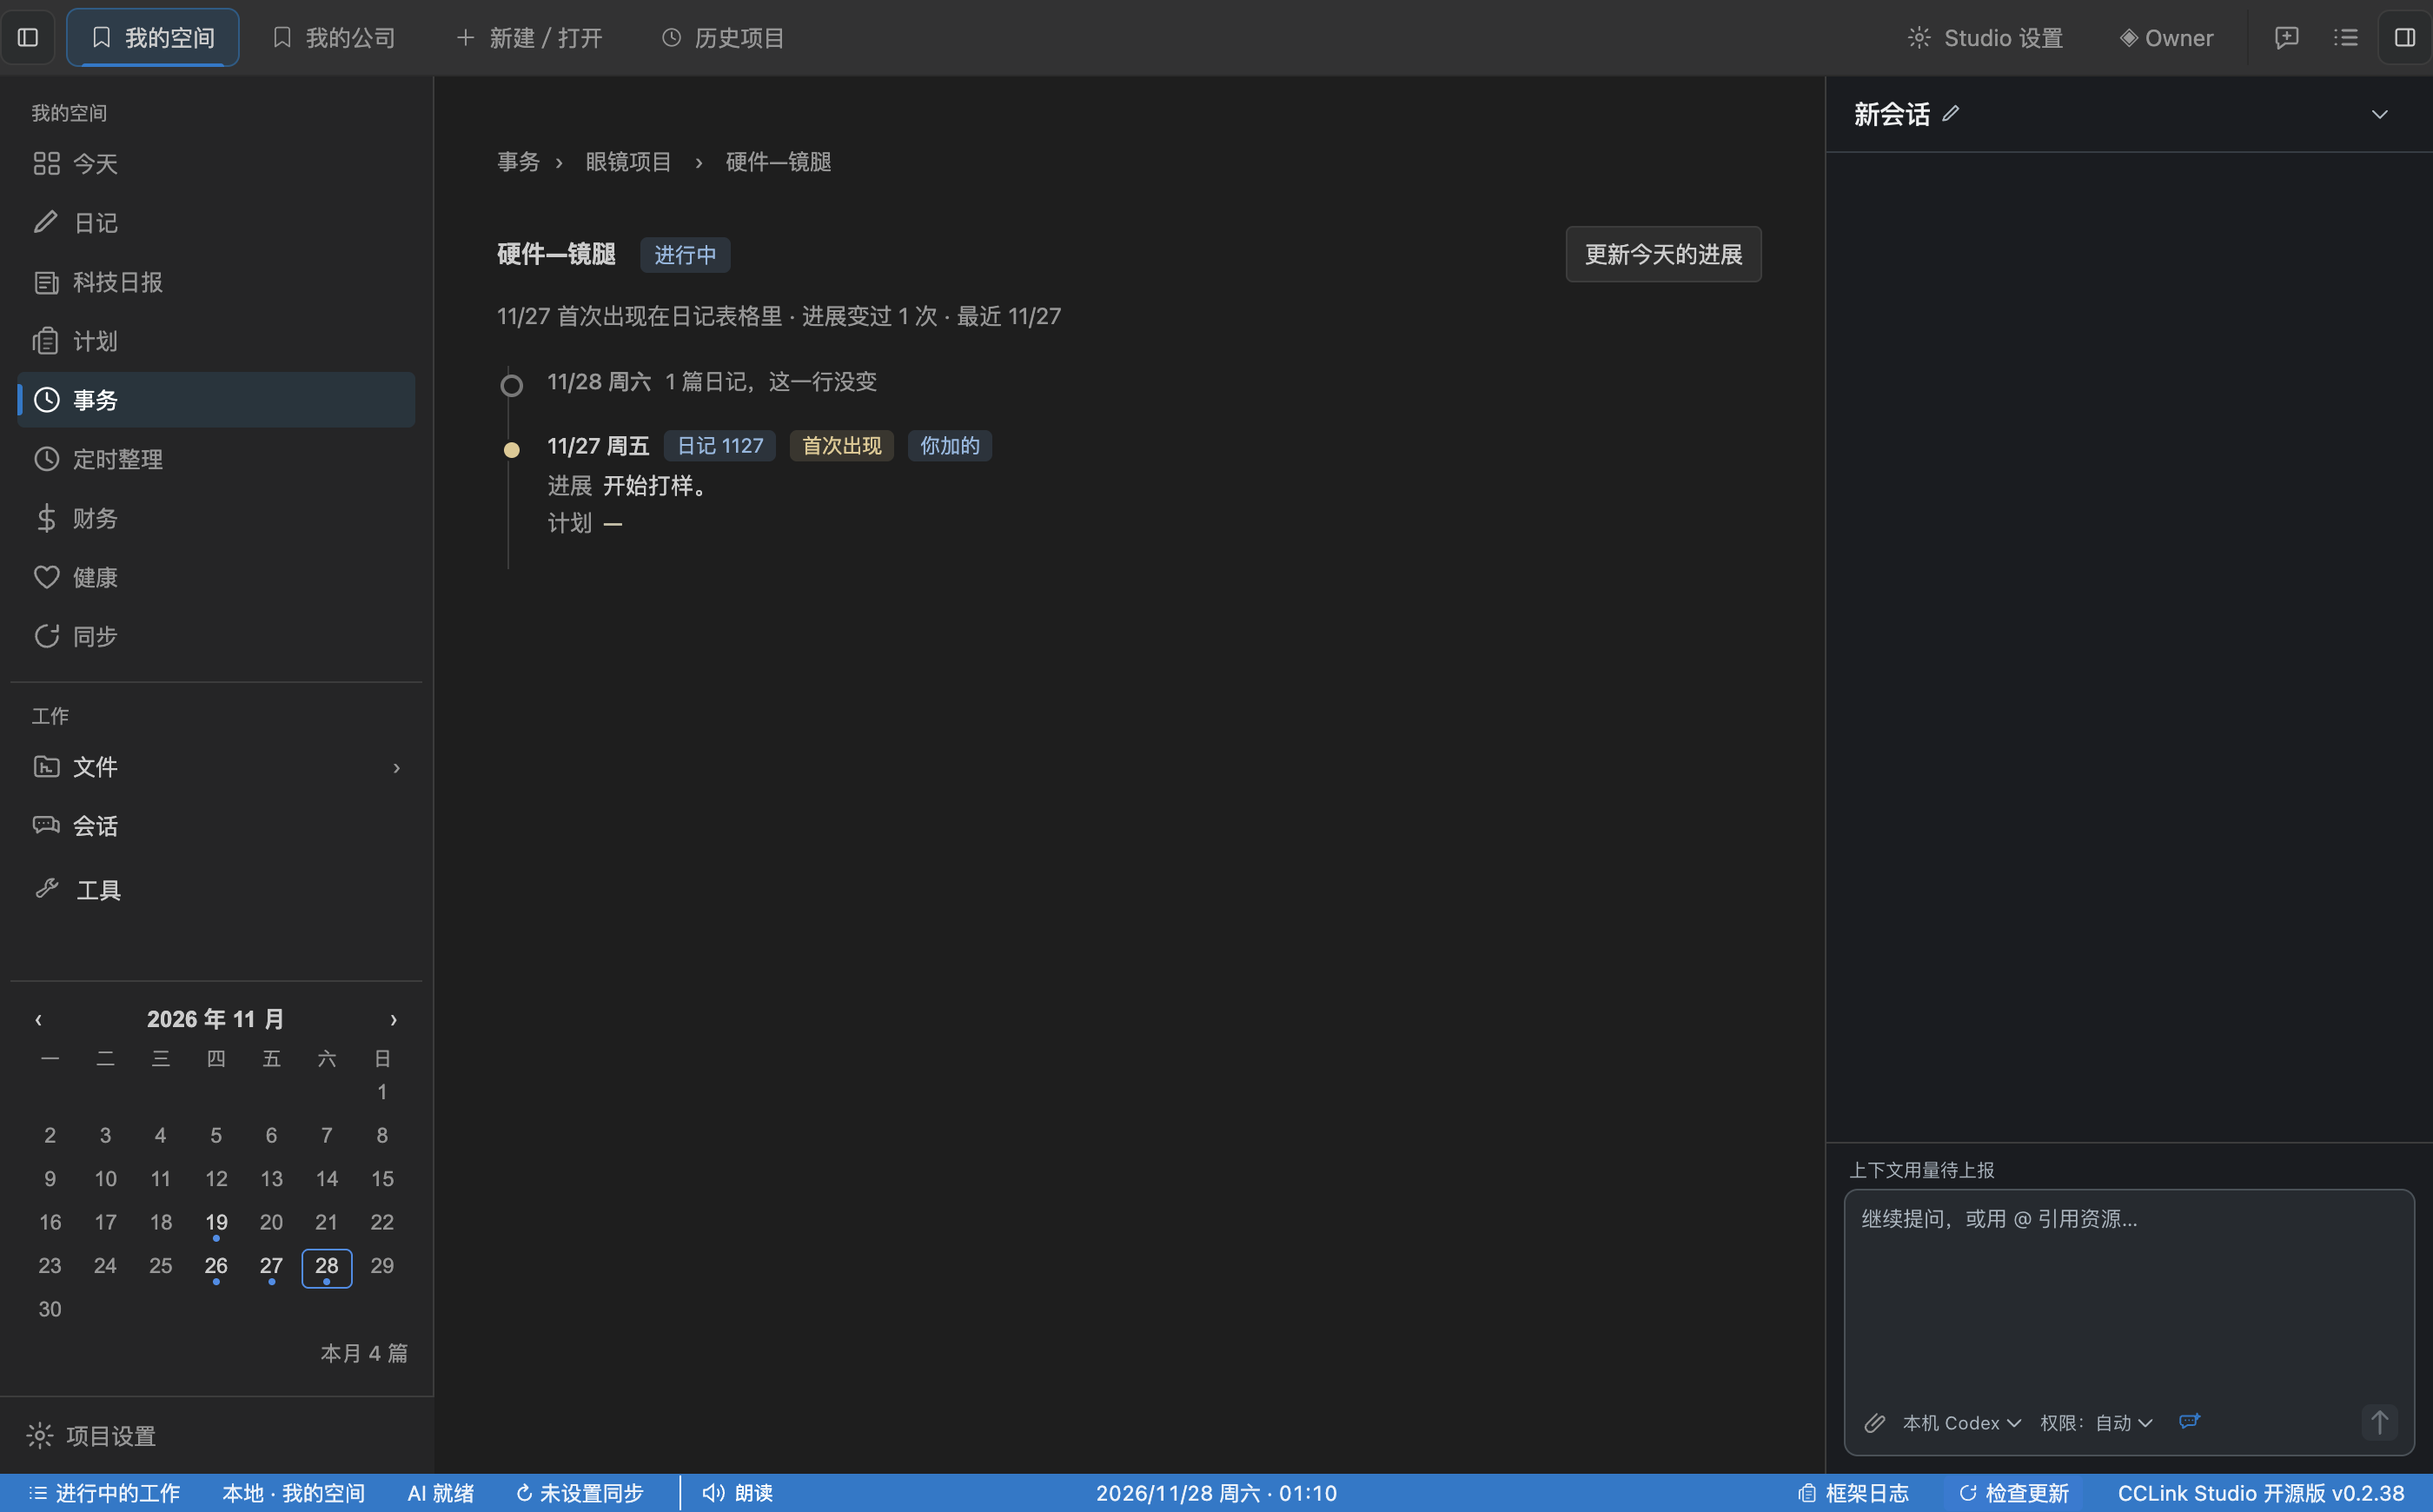 我的空间 我的公司 新建 / 打开 历史项目 Studio 设置 Owner
我的空间
今天
日记
科技日报
计划
事务
定时整理
财务
健康
同步
工作
文件
会话
工具
‹ 2026 年 11 月 ›
一 二 三 四 五 六 日
1
2 3 4 5 6 7 8
9 10 11 12 13 14 15
16 17 18 19 20 21 22
23 24 25 26 27 28 29
30
本月 4 篇
项目设置
事务 › 眼镜项目 › 硬件—镜腿
硬件—镜腿 进行中 更新今天的进展
11/27 首次出现在日记表格里 · 进展变过 1 次 · 最近 11/27
11/28 周六 1 篇日记，这一行没变
11/27 周五 日记 1127 首次出现 你加的
进展 开始打样。
计划 —
新会话
上下文用量待上报
继续提问，或用 @ 引用资源...
本机 Codex 权限：自动
进行中的工作 本地 · 我的空间 AI 就绪 未设置同步 朗读 2026/11/28 周六 · 01:10 框架日志 检查更新 CCLink Studio 开源版 v0.2.38